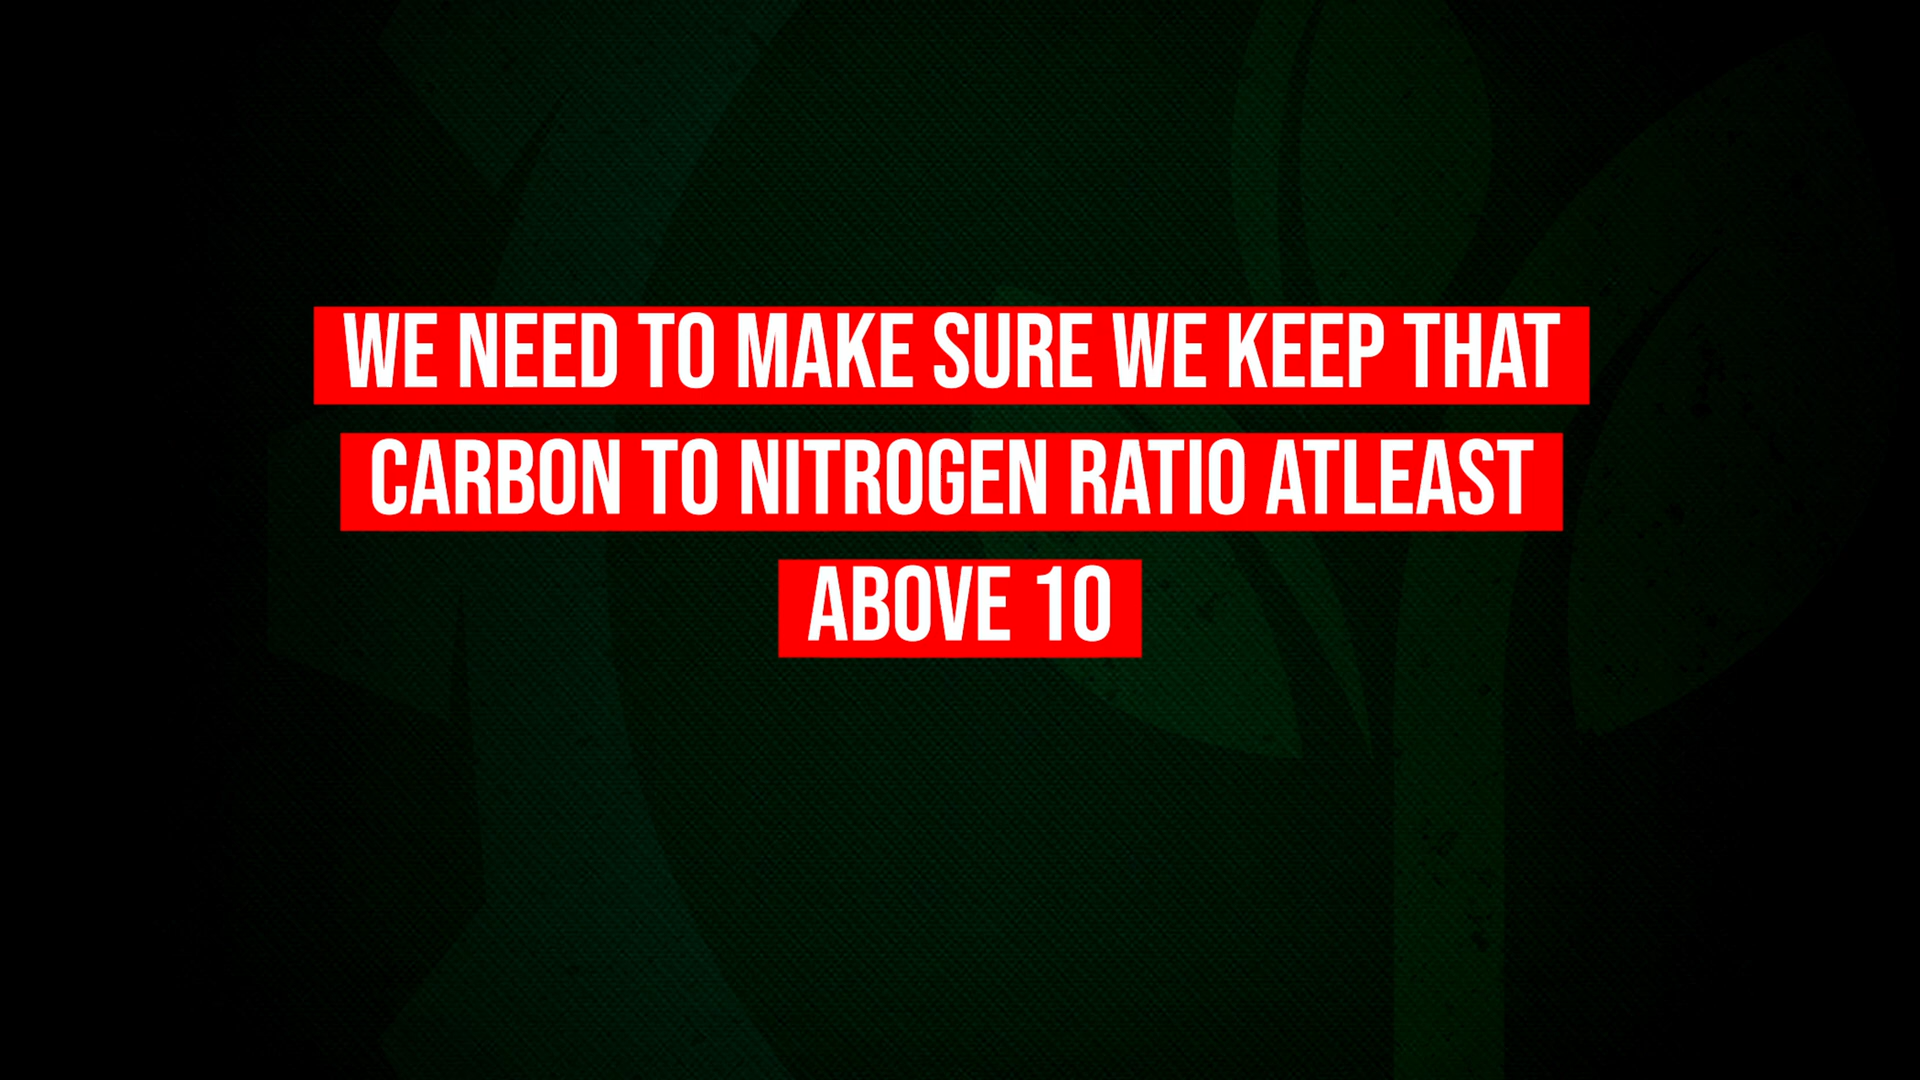 WE NEED TO MAKE SURE WE KEEP THAT
CARBON TO NITROGEN RATIO ATLEAST
ABOVE 10